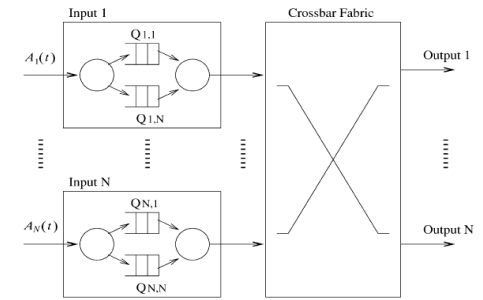 Input 1
Crossbar Fabric
Q1,1
A1(t)
Output 1
Q1,N
Input N
QN,1
AN(t)
Output N
QN,N